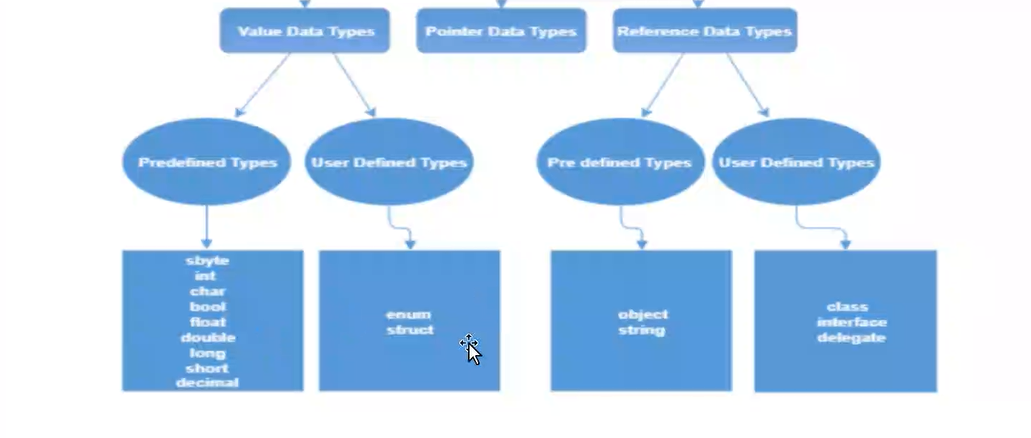 Value Data Types
Pointer Data Types
Reference Data Types
Predefined Types
User Defined Types
Pre defined Types
User Defined Types
sbyte
int
char
bool
float
double
long
short
decimal
enum
struct
object
string
class
interface
delegate